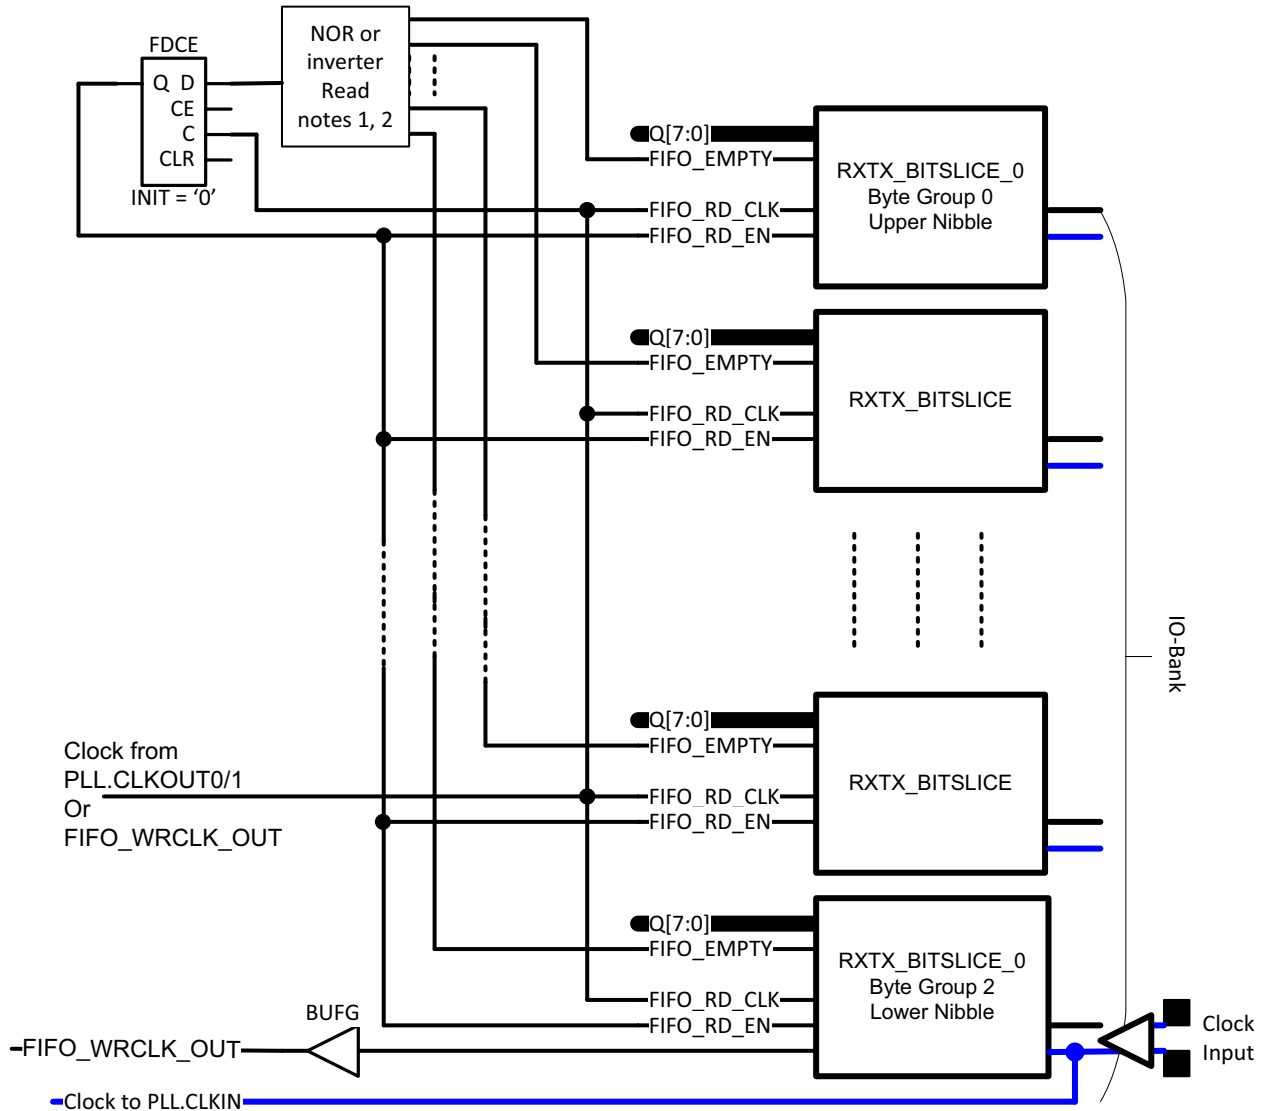 FDCE
Q D
CE
C
CLR
INIT = ‘0’
NOR or
inverter
Read
notes 1, 2
Q[7:0]
FIFO_EMPTY
FIFO_RD_CLK
FIFO_RD_EN
RXTX_BITSLICE_0
Byte Group 0
Upper Nibble
Q[7:0]
FIFO_EMPTY
FIFO_RD_CLK
FIFO_RD_EN
RXTX_BITSLICE
IO-Bank
Clock from
PLL.CLKOUT0/1
Or
FIFO_WRCLK_OUT
Q[7:0]
FIFO_EMPTY
FIFO_RD_CLK
FIFO_RD_EN
RXTX_BITSLICE
Q[7:0]
FIFO_EMPTY
FIFO_RD_CLK
FIFO_RD_EN
RXTX_BITSLICE_0
Byte Group 2
Lower Nibble
Clock
Input
BUFG
FIFO_WRCLK_OUT
Clock to PLL.CLKIN